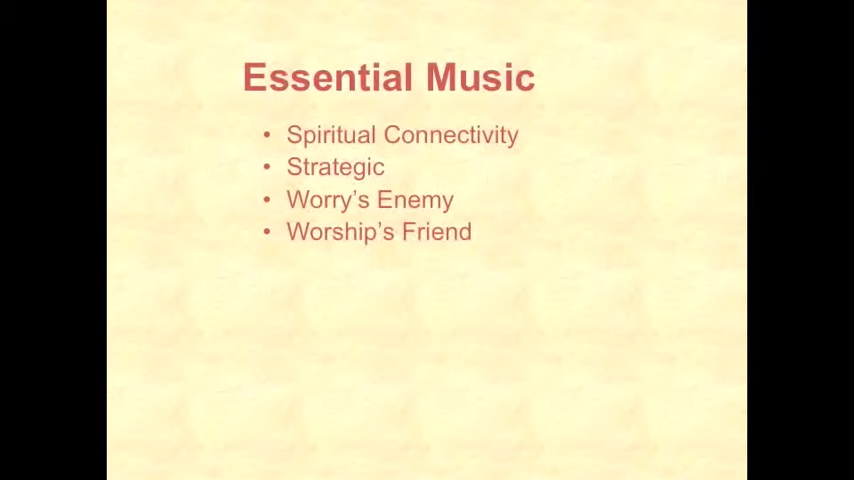 Essential Music
• Spiritual Connectivity
• Strategic
• Worry’s Enemy
• Worship’s Friend